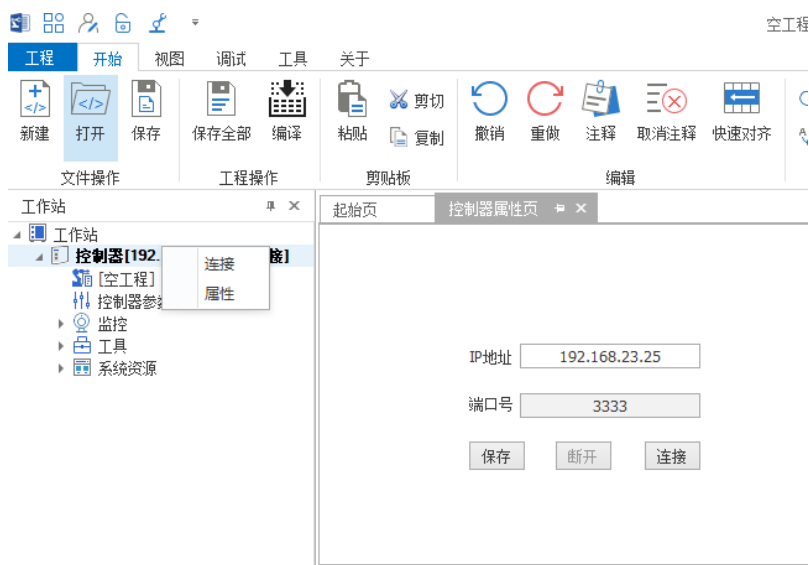 空工程
工程 开始 视图 调试 工具 关于
新建 打开 保存 保存全部 编译 粘贴 剪切 复制 撤销 重做 注释 取消注释 快速对齐
文件操作 工程操作 剪贴板 编辑
工作站
起始页 控制器属性页
工作站
控制器[192. 接]
连接
属性
[空工程]
控制器参
监控
工具
系统资源
IP地址 192.168.23.25
端口号 3333
保存 断开 连接